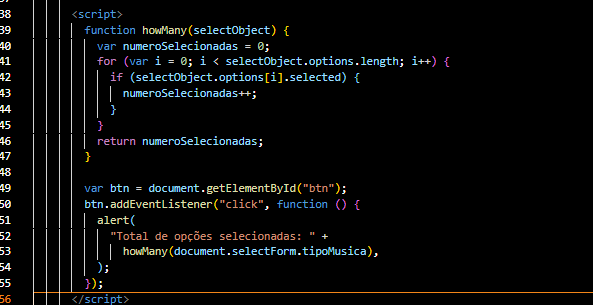 38 <script>
39 function howMany(selectObject) {
40 var numeroSelecionadas = 0;
41 for (var i = 0; i < selectObject.options.length; i++) {
42 if (selectObject.options[i].selected) {
43 numeroSelecionadas++;
44 }
45 }
46 return numeroSelecionadas;
47 }
48
49 var btn = document.getElementById("btn");
50 btn.addEventListener("click", function () {
51 alert(
52 "Total de opções selecionadas: " +
53 howMany(document.selectForm.tipoMusica),
54 );
55 });
56 </script>